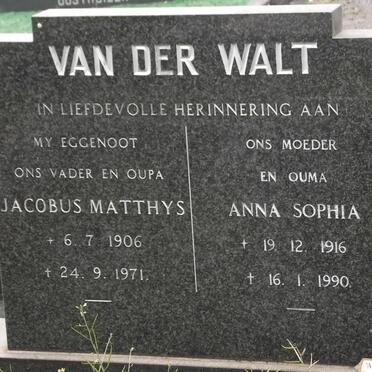 VAN DER WALT
IN LIEFDEVOLLE HERINNERING AAN
MY EGGENOOT
ONS VADER EN OUPA
JACOBUS MATTHYS
+ 6. 7. 1906
+ 24. 9. 1971.
ONS MOEDER
EN OUMA
ANNA SOPHIA
+ 19. 12. 1916
+ 16. 1. 1990.